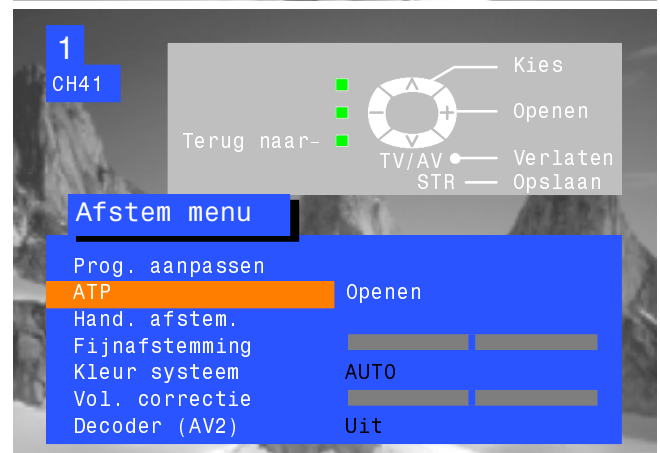 1
CH41
Kies
Openen
Terug naar-
TV/AV Verlaten
STR Opslaan
Afstem menu
Prog. aanpassen
ATP Openen
Hand. afstem.
Fijnafstemming
Kleur systeem AUTO
Vol. correctie
Decoder (AV2) Uit